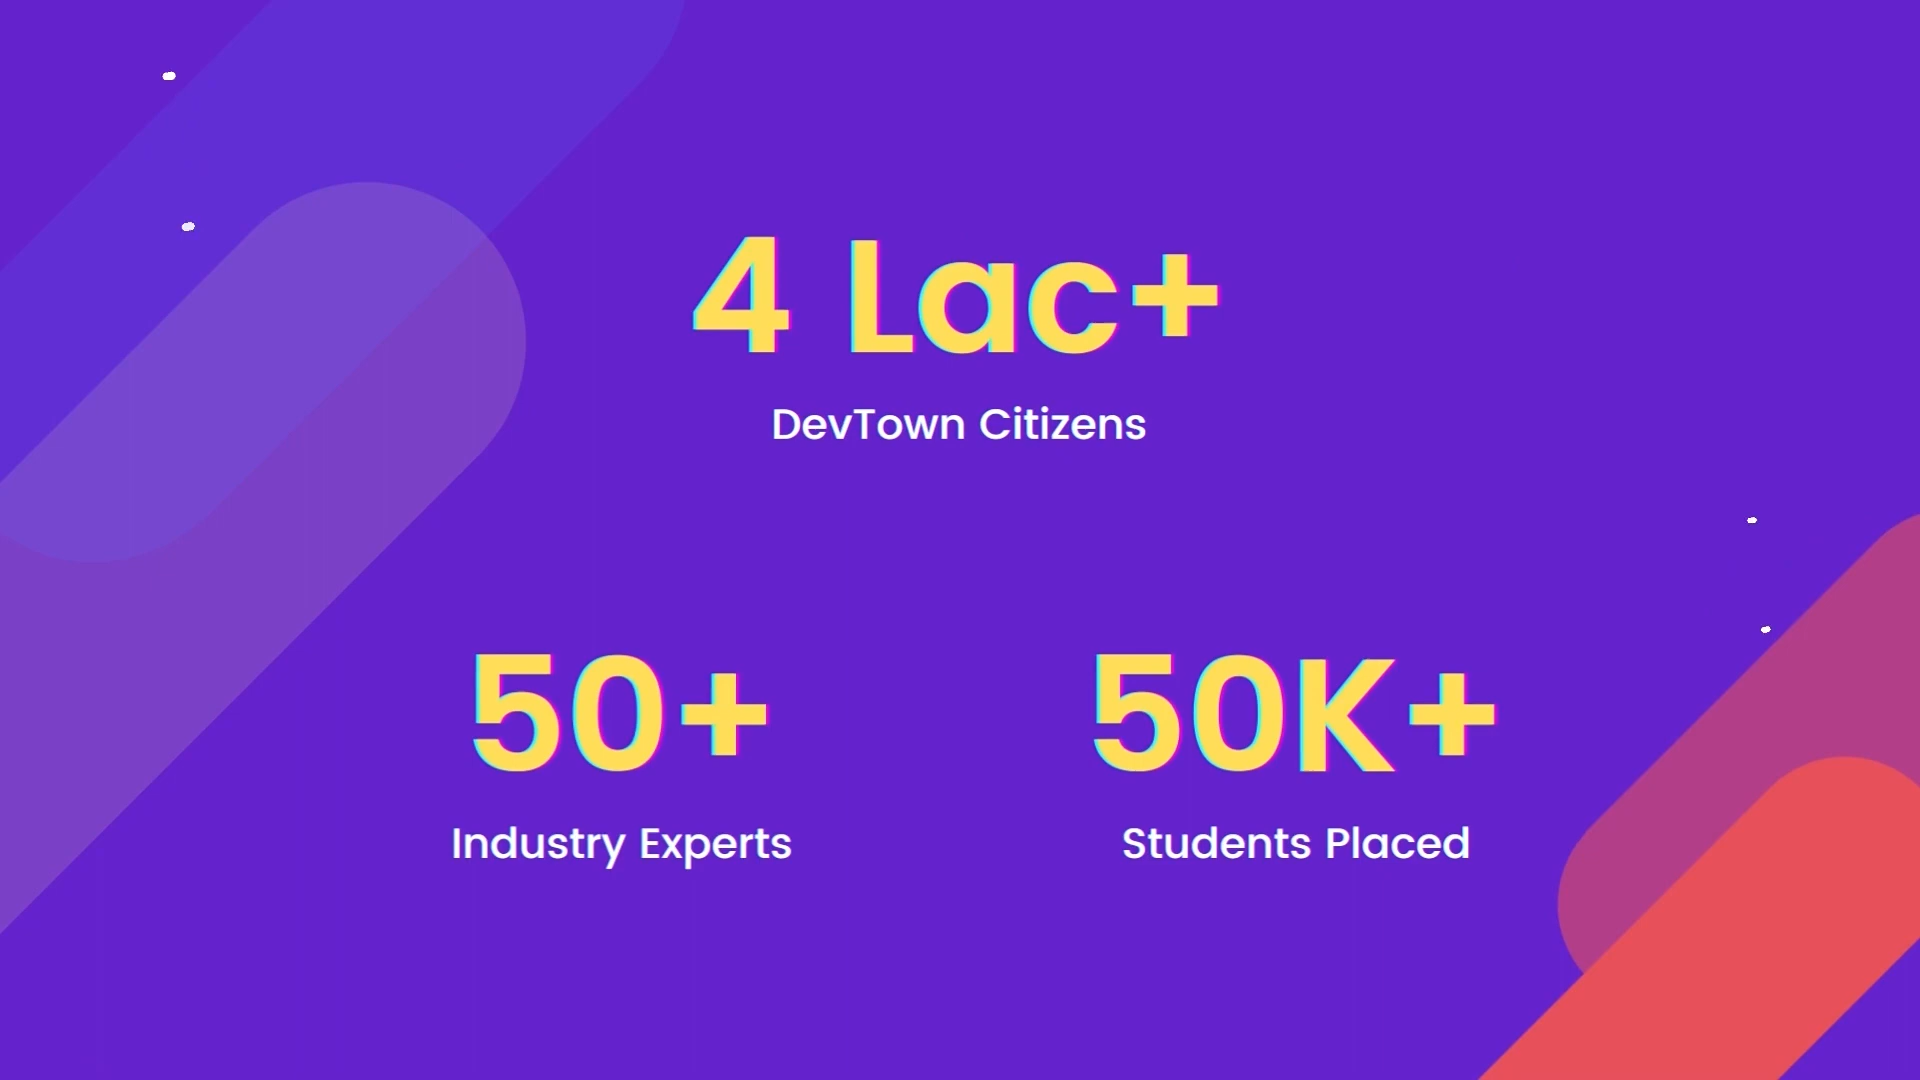 4 Lac+
DevTown Citizens
50+
Industry Experts
50K+
Students Placed